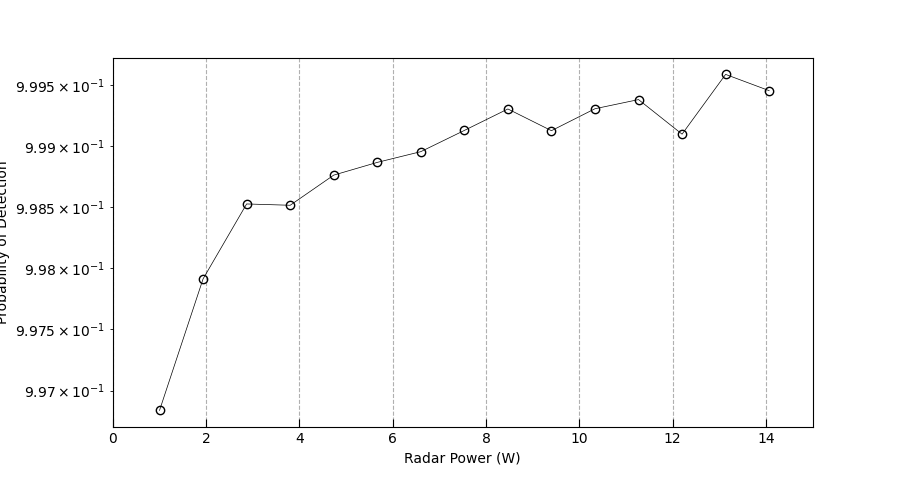 9.995 × 10⁻¹
9.99 × 10⁻¹
9.985 × 10⁻¹
9.98 × 10⁻¹
9.975 × 10⁻¹
9.97 × 10⁻¹
Probability of Detection
0 2 4 6 8 10 12 14
Radar Power (W)